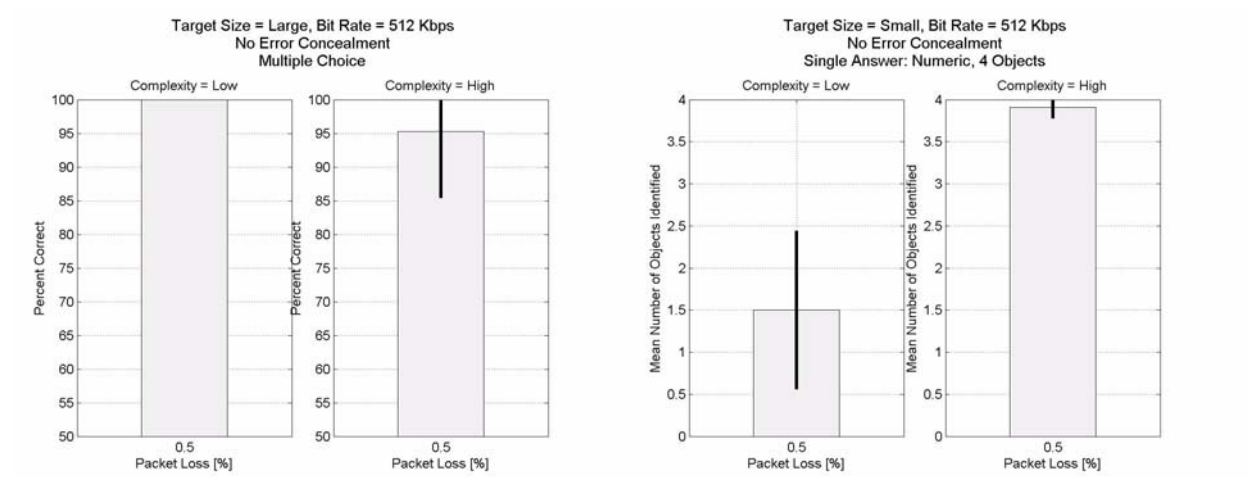 Target Size = Large, Bit Rate = 512 Kbps
No Error Concealment
Multiple Choice
Complexity = Low
100
95
90
85
80
75
70
65
60
55
50
Percent Correct
0.5
Packet Loss [%]
Complexity = High
100
95
90
85
80
75
70
65
60
55
50
Percent Correct
0.5
Packet Loss [%]
Target Size = Small, Bit Rate = 512 Kbps
No Error Concealment
Single Answer: Numeric, 4 Objects
Complexity = Low
4
3.5
3
2.5
2
1.5
1
0.5
0
Mean Number of Objects Identified
0.5
Packet Loss [%]
Complexity = High
4
3.5
3
2.5
2
1.5
1
0.5
0
Mean Number of Objects Identified
0.5
Packet Loss [%]